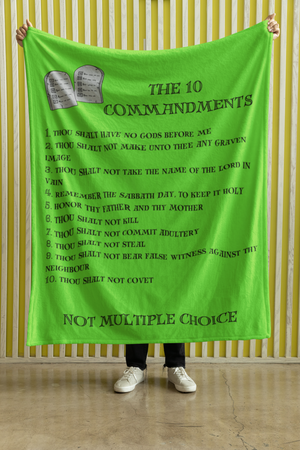 THE 10
COMMANDMENTS
1. THOU SHALT HAVE NO GODS BEFORE ME
2. THOU SHALT NOT MAKE UNTO THEE ANY GRAVEN
IMAGE
3. THOU SHALT NOT TAKE THE NAME OF THE LORD IN
VAIN
4. REMEMBER THE SABBATH DAY, TO KEEP IT HOLY
5. HONOR THY FATHER AND THY MOTHER
6. THOU SHALT NOT KILL
7. THOU SHALT NOT COMMIT ADULTERY
8. THOU SHALT NOT STEAL
9. THOU SHALT NOT BEAR FALSE WITNESS AGAINST THY
NEIGHBOUR
10. THOU SHALT NOT COVET
NOT MULTIPLE CHOICE